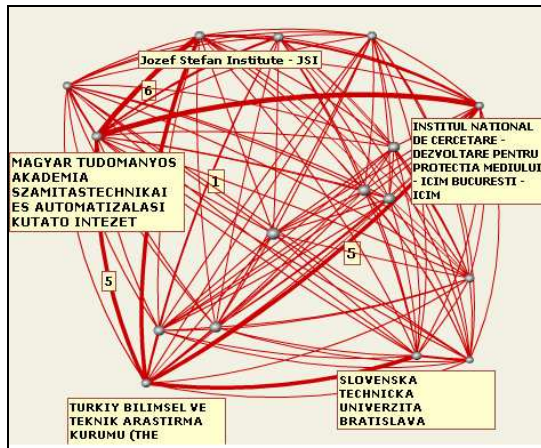 Jozef Stefan Institute - JSI
6
INSTITUL NATIONAL
DE CERCETARE -
DEZVOLTARE PENTRU
PROTECTIA MEDIULUI
- ICIM BUCURESTI -
ICIM
MAGYAR TUDOMANYOS
AKADEMIA
SZAMITASTECHNIKAI
ES AUTOMATIZALASI
KUTATO INTEZET
1
5
5
TURKIY BILIMSEL VE
TEKNIK ARASTIRMA
KURUMU (THE
SLOVENSKA
TECHNICKA
UNIVERZITA
BRATISLAVA